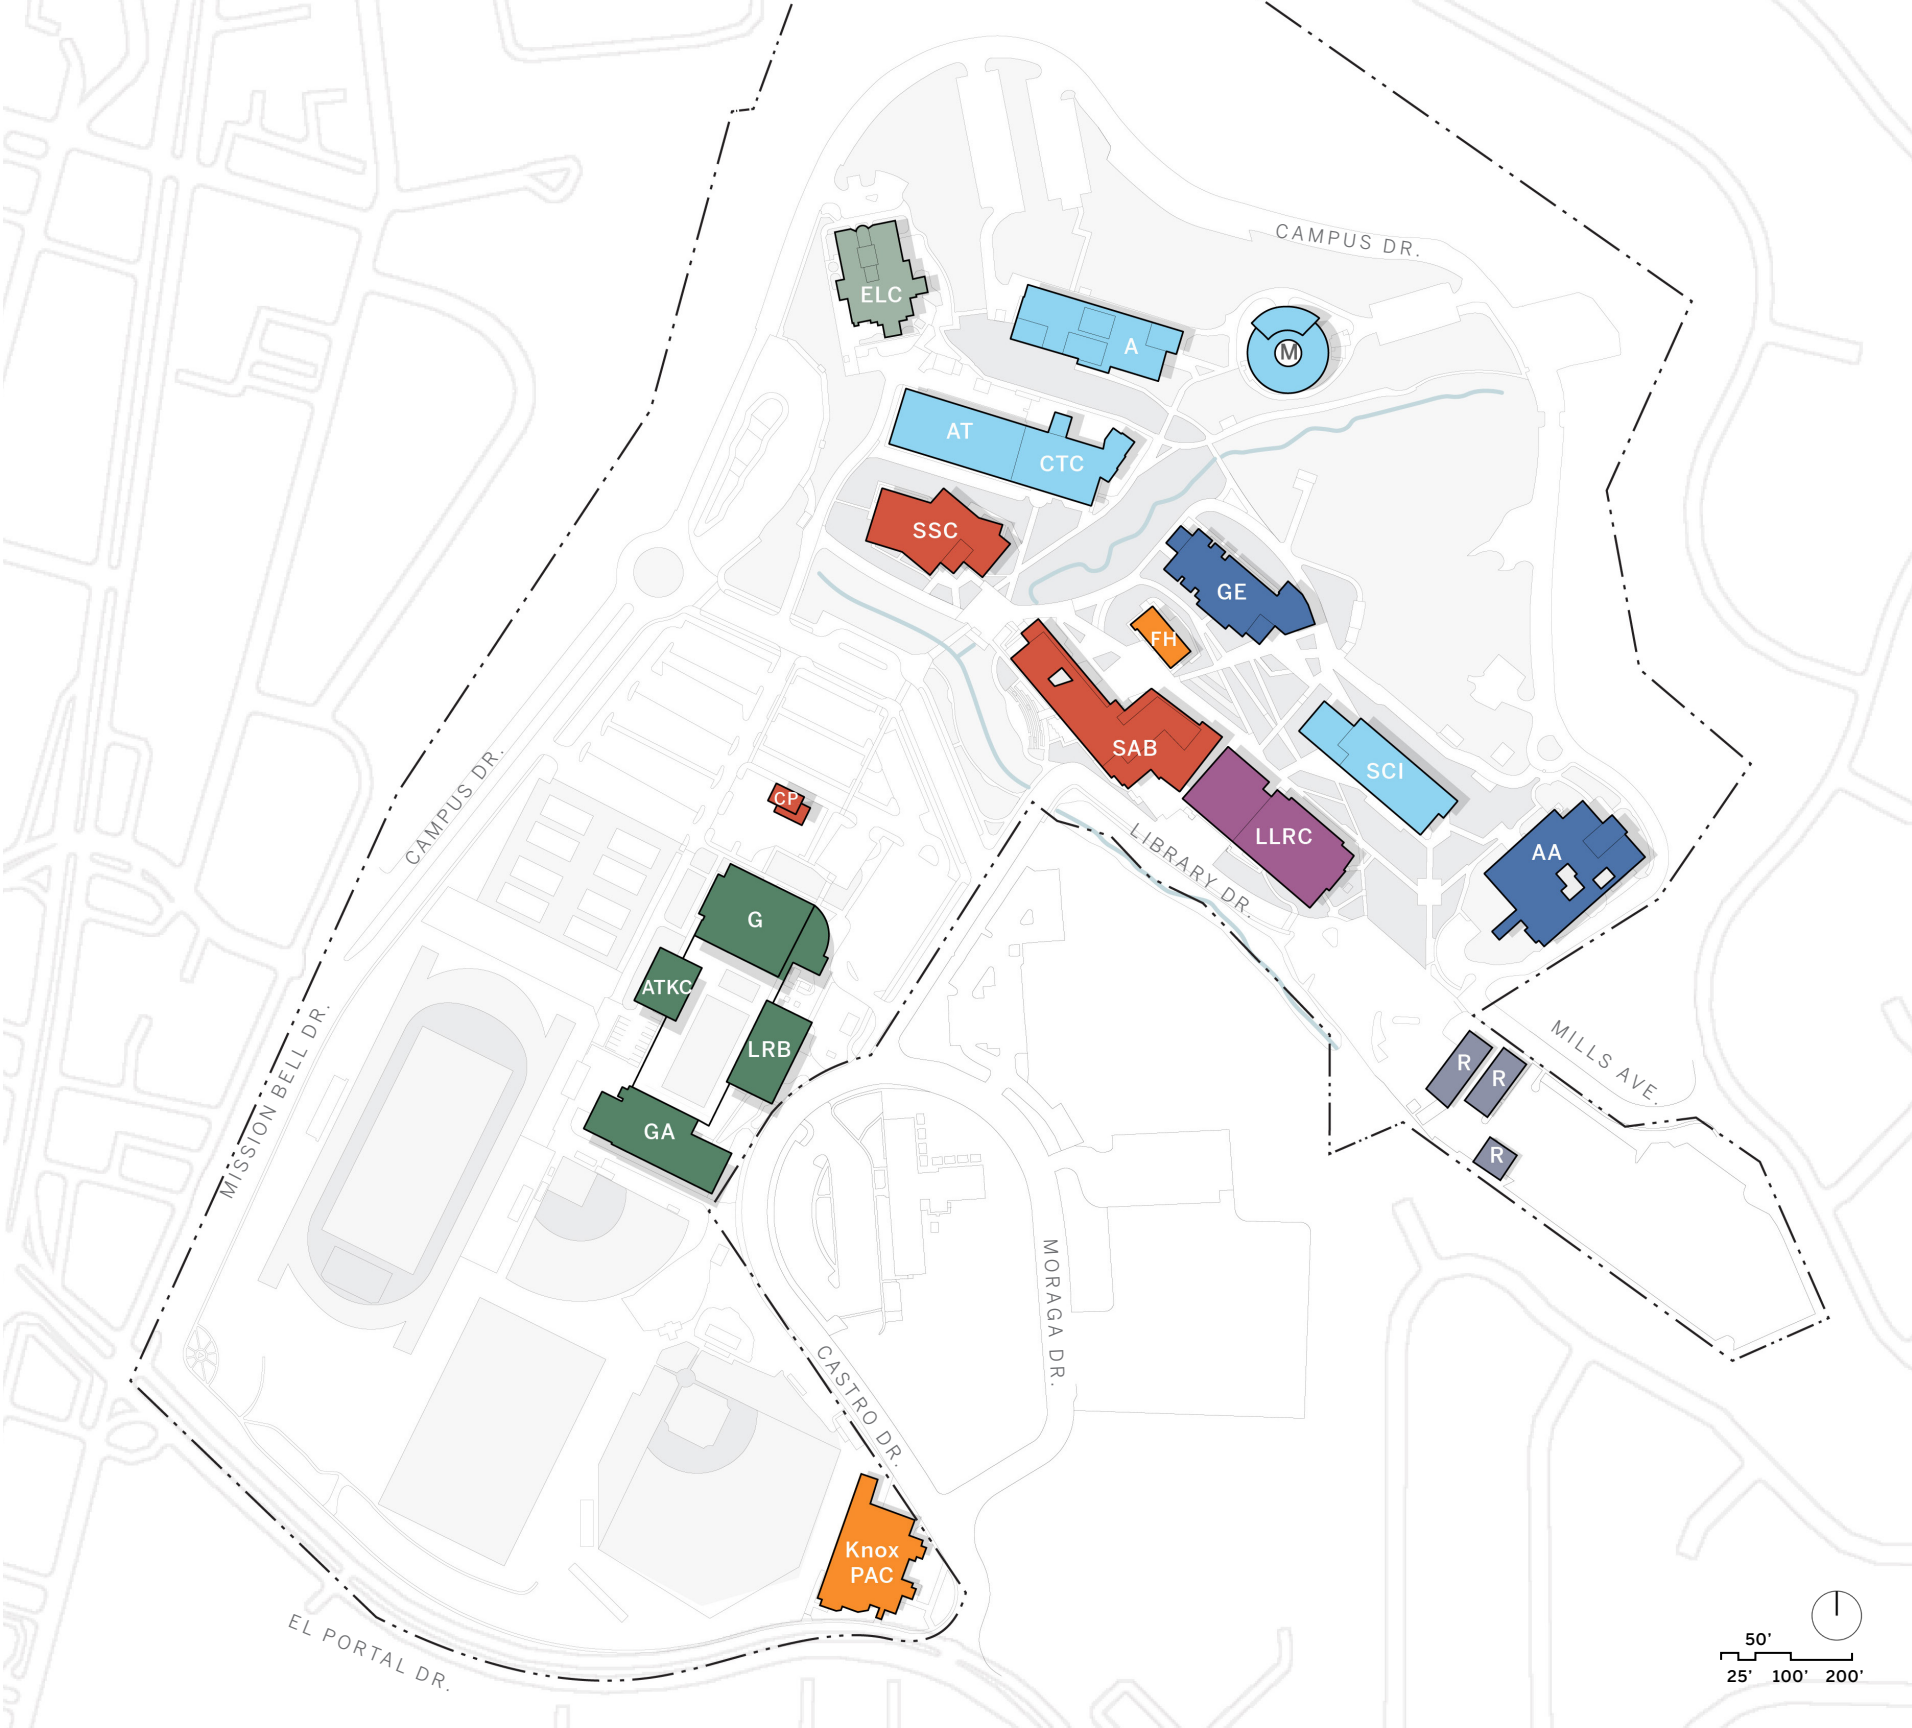 CAMPUS DR.
ELC
A
M
AT
CTC
SSC
GE
FH
SAB
SCI
CAMPUS DR.
CP
LIBRARY DR.
LLRC
AA
G
ATKC
LRB
MISSION BELL DR.
GA
MILLS AVE.
R
R
R
MORAGA DR.
CASTRO DR.
Knox
PAC
EL PORTAL DR.
50'
25' 100' 200'